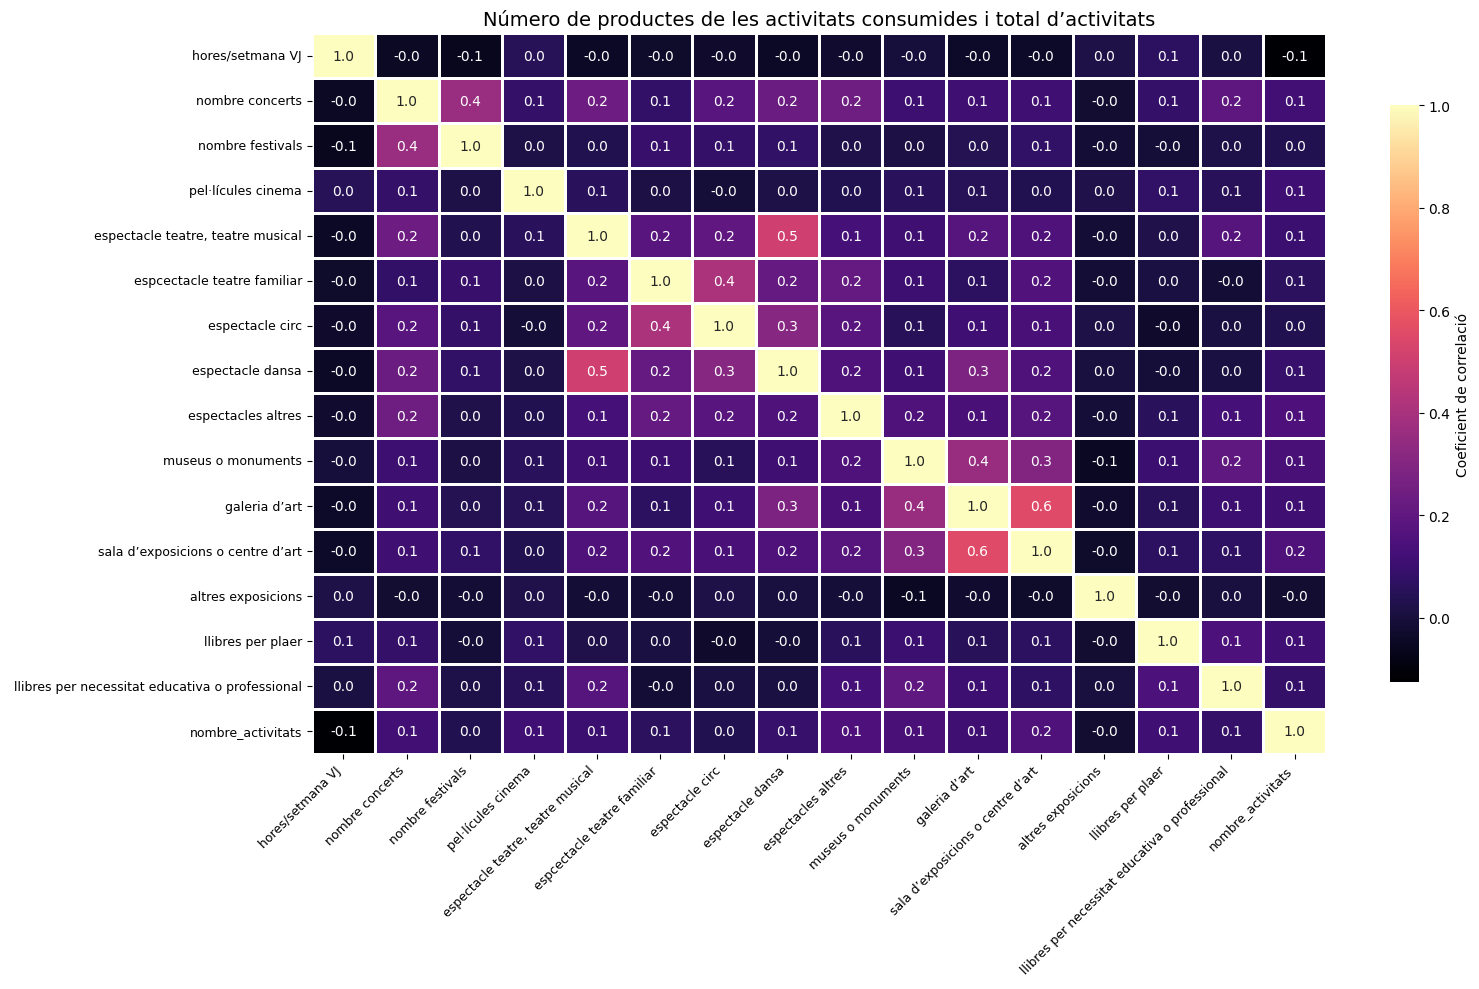 Número de productes de les activitats consumides i total d’activitats
hores/setmana VJ 1.0 -0.0 -0.1 0.0 -0.0 -0.0 -0.0 -0.0 -0.0 -0.0 -0.0 -0.0 0.0 0.1 0.0 -0.1
nombre concerts -0.0 1.0 0.4 0.1 0.2 0.1 0.2 0.2 0.2 0.1 0.1 0.1 -0.0 0.1 0.2 0.1
nombre festivals -0.1 0.4 1.0 0.0 0.0 0.1 0.1 0.1 0.0 0.0 0.0 0.1 -0.0 -0.0 0.0 0.0
pel·lícules cinema 0.0 0.1 0.0 1.0 0.1 0.0 -0.0 0.0 0.0 0.1 0.1 0.0 0.0 0.1 0.1 0.1
espectacle teatre, teatre musical -0.0 0.2 0.0 0.1 1.0 0.2 0.2 0.5 0.1 0.1 0.2 0.2 -0.0 0.0 0.2 0.1
espcectacle teatre familiar -0.0 0.1 0.1 0.0 0.2 1.0 0.4 0.2 0.2 0.1 0.1 0.2 -0.0 0.0 -0.0 0.1
espectacle circ -0.0 0.2 0.1 -0.0 0.2 0.4 1.0 0.3 0.2 0.1 0.1 0.1 0.0 -0.0 0.0 0.0
espectacle dansa -0.0 0.2 0.1 0.0 0.5 0.2 0.3 1.0 0.2 0.1 0.3 0.2 0.0 -0.0 0.0 0.1
espectacles altres -0.0 0.2 0.0 0.0 0.1 0.2 0.2 0.2 1.0 0.2 0.1 0.2 -0.0 0.1 0.1 0.1
museus o monuments -0.0 0.1 0.0 0.1 0.1 0.1 0.1 0.1 0.2 1.0 0.4 0.3 -0.1 0.1 0.2 0.1
galeria d’art -0.0 0.1 0.0 0.1 0.2 0.1 0.1 0.3 0.1 0.4 1.0 0.6 -0.0 0.1 0.1 0.1
sala d’exposicions o centre d’art -0.0 0.1 0.1 0.0 0.2 0.2 0.1 0.2 0.2 0.3 0.6 1.0 -0.0 0.1 0.1 0.2
altres exposicions 0.0 -0.0 -0.0 0.0 -0.0 -0.0 0.0 0.0 -0.0 -0.1 -0.0 -0.0 1.0 -0.0 0.0 -0.0
llibres per plaer 0.1 0.1 -0.0 0.1 0.0 0.0 -0.0 -0.0 0.1 0.1 0.1 0.1 -0.0 1.0 0.1 0.1
llibres per necessitat educativa o professional 0.0 0.2 0.0 0.1 0.2 -0.0 0.0 0.0 0.1 0.2 0.1 0.1 0.0 0.1 1.0 0.1
nombre_activitats -0.1 0.1 0.0 0.1 0.1 0.1 0.0 0.1 0.1 0.1 0.1 0.2 -0.0 0.1 0.1 1.0
hores/setmana VJ
nombre concerts
nombre festivals
pel·lícules cinema
espectacle teatre, teatre musical
espcectacle teatre familiar
espectacle circ
espectacle dansa
espectacles altres
museus o monuments
galeria d’art
sala d’exposicions o centre d’art
altres exposicions
llibres per plaer
llibres per necessitat educativa o professional
nombre_activitats
1.0
0.8
0.6
0.4
0.2
0.0
Coeficient de correlació